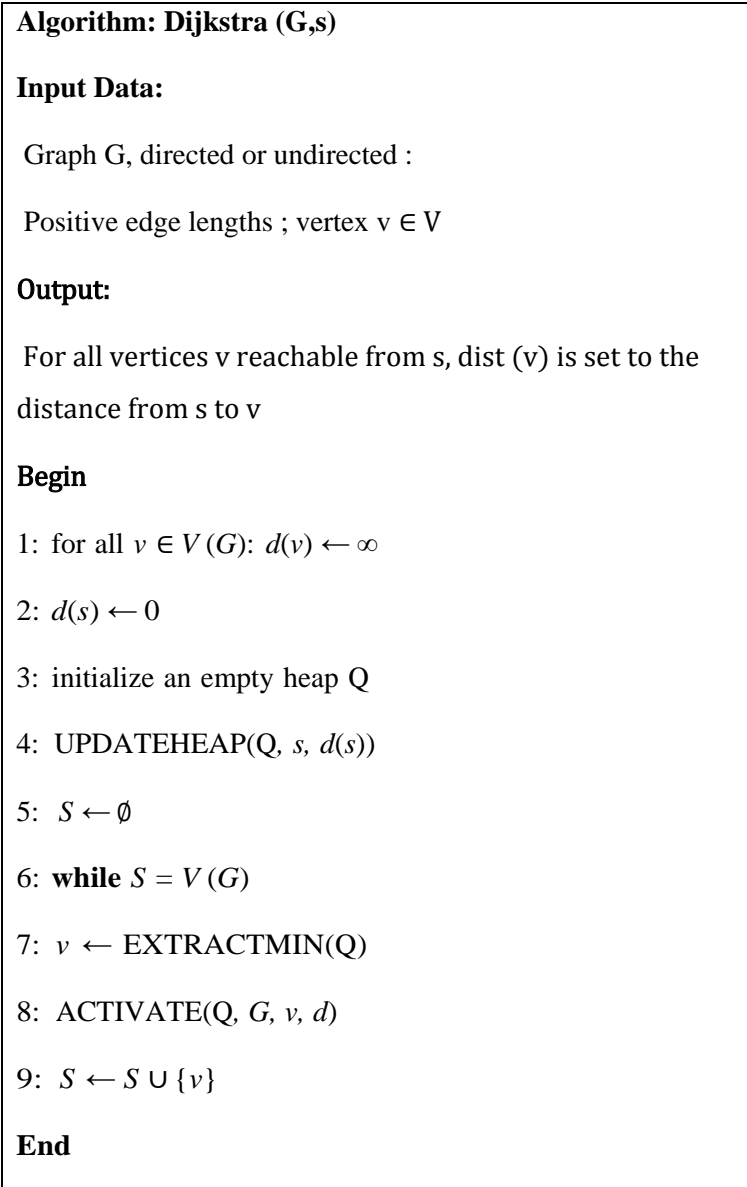 Algorithm: Dijkstra (G,s)
Input Data:
Graph G, directed or undirected :
Positive edge lengths ; vertex v ∈ V
Output:
For all vertices v reachable from s, dist (v) is set to the
distance from s to v
Begin
1: for all v ∈ V (G): d(v) ← ∞
2: d(s) ← 0
3: initialize an empty heap Q
4: UPDATEHEAP(Q, s, d(s))
5: S ← ∅
6: while S = V (G)
7: v ← EXTRACTMIN(Q)
8: ACTIVATE(Q, G, v, d)
9: S ← S ∪ {v}
End